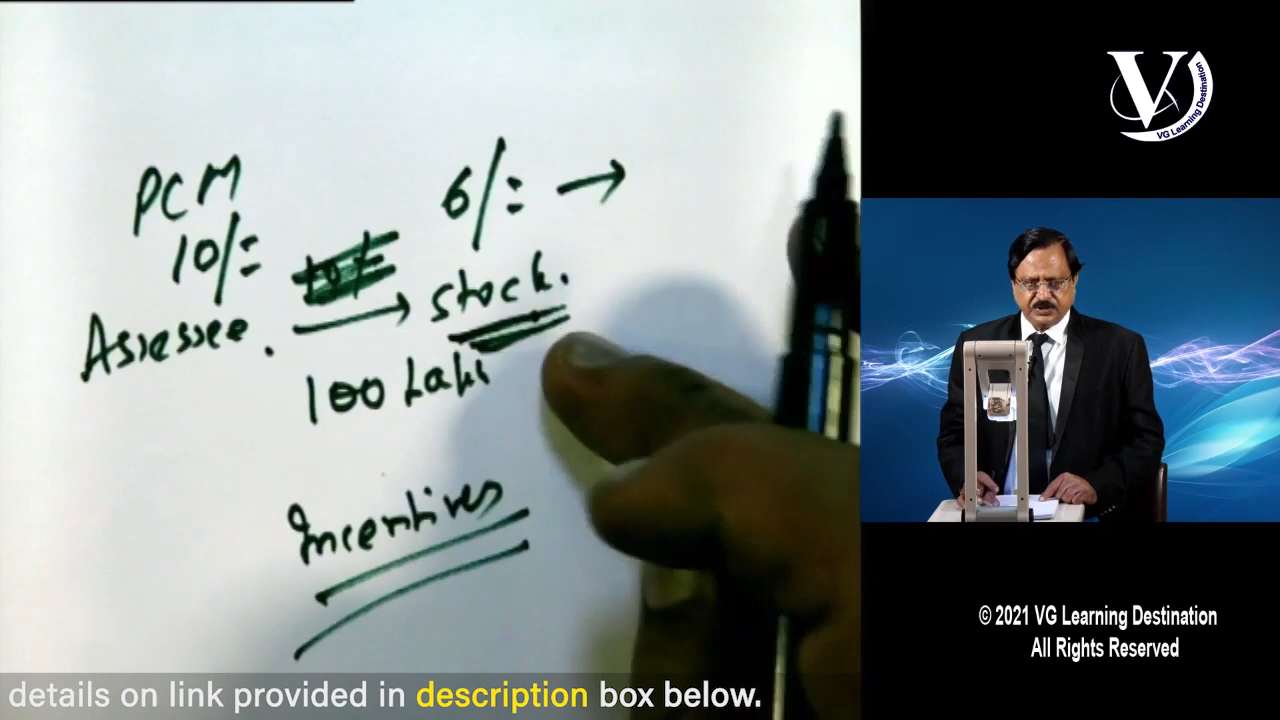 PCM
10/=
6/=
Assessee.
stock.
100 Lakh
Incentives
V
VG Learning Destination
© 2021 VG Learning Destination
All Rights Reserved
details on link provided in description box below.